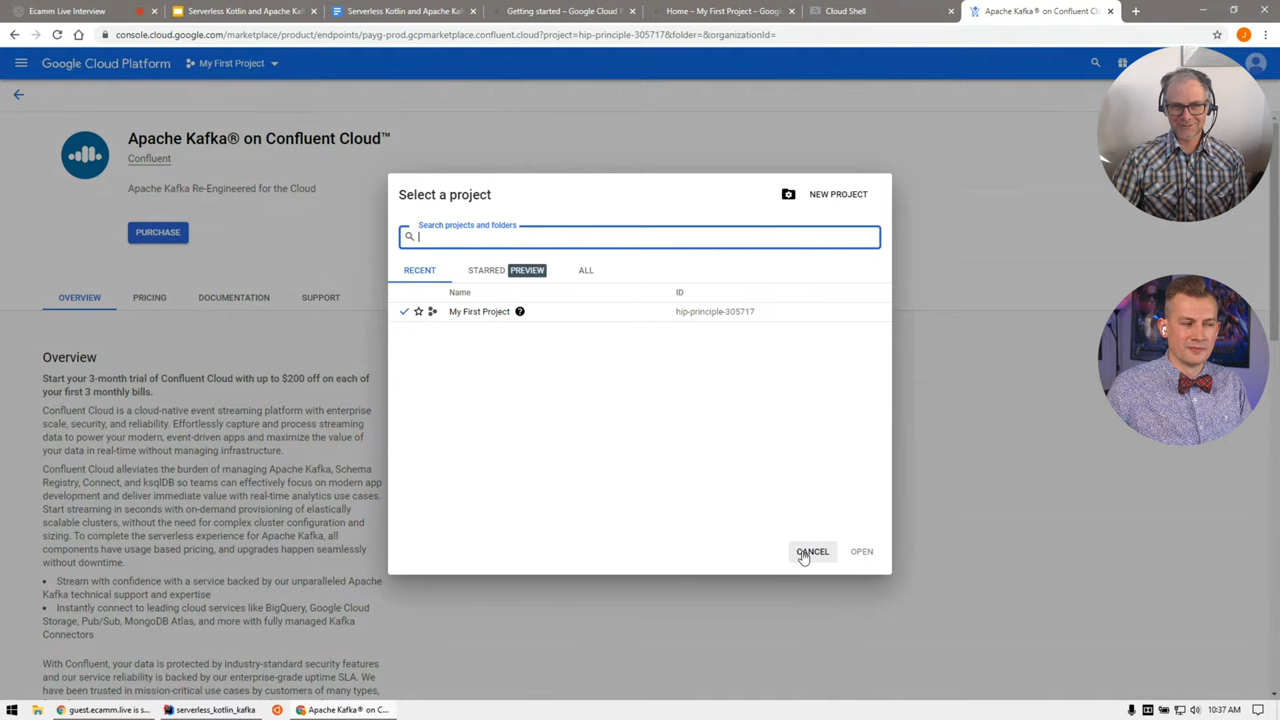 Ecamm Live Interview
Serverless Kotlin and Kafka
Serverless Kotlin and Kafka
Getting started – Google Cloud
Home – My First Project – Goog
Cloud Shell
Apache Kafka® on Confluent Clo
console.cloud.google.com/marketplace/product/endpoints/payg-prod.gcpmarketplace.confluent.cloud?project=hip-principle-305717&folder=&organizationId=
J
Google Cloud Platform
My First Project
Apache Kafka® on Confluent Cloud™
Confluent
Apache Kafka Re-Engineered for the Cloud
PURCHASE
OVERVIEW
PRICING
DOCUMENTATION
SUPPORT
Overview
Start your 3-month trial of Confluent Cloud with up to $200 off on each of
your first 3 monthly bills.
Confluent Cloud is a cloud-native event streaming platform with enterprise
scale, security, and reliability. Effortlessly capture and process streaming
data to power your modern, event-driven apps and maximize the value of
your data in real-time without managing infrastructure.
Confluent Cloud alleviates the burden of managing Apache Kafka, Schema
Registry, Connect, and ksqlDB so teams can effectively focus on modern app
development and deliver immediate value with real-time analytics use cases.
Start streaming in seconds with on-demand provisioning of elastically
scalable clusters, without the need for complex cluster configuration and
sizing. To complete the serverless experience for Apache Kafka, all
components have usage based pricing, and upgrades happen seamlessly
without downtime.
• Stream with confidence with a service backed by our unparalleled Apache
Kafka technical support and expertise
• Instantly connect to leading cloud services like BigQuery, Google Cloud
Storage, Pub/Sub, MongoDB Atlas, and more with fully managed Kafka
Connectors
With Confluent, your data is protected by industry-standard security features
and our service reliability is backed by our enterprise-grade uptime SLA. We
have been trusted in mission-critical use cases by customers of many types,
Select a project
NEW PROJECT
Search projects and folders
RECENT
STARRED PREVIEW
ALL
Name
ID
My First Project
hip-principle-305717
CANCEL
OPEN
guest.ecamm.live is s...
serverless_kotlin_kafka
Apache Kafka® on C...
10:37 AM